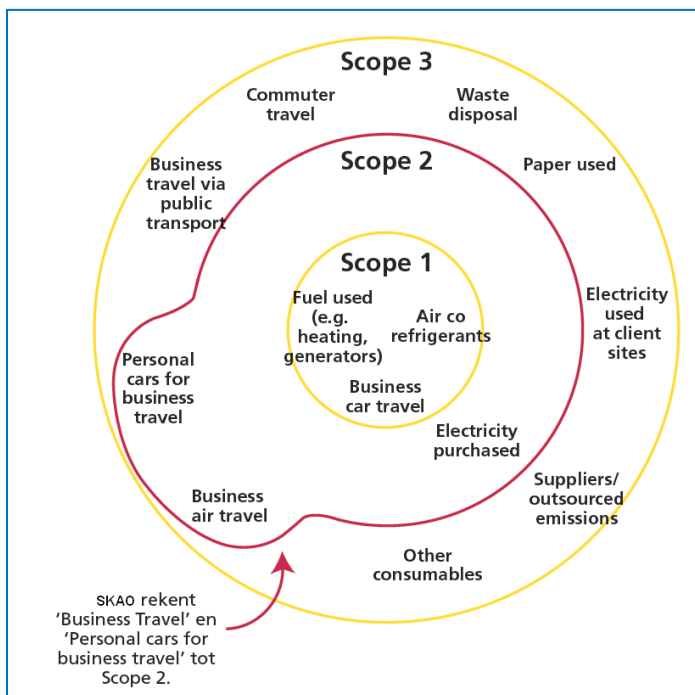 Scope 3
Commuter
travel
Waste
disposal
Business
travel via
public
transport
Scope 2
Paper used
Scope 1
Fuel used
(e.g.
heating,
generators)
Air co
refrigerants
Business
car travel
Electricity
used
at client
sites
Personal
cars for
business
travel
Electricity
purchased
Business
air travel
Suppliers/
outsourced
emissions
Other
consumables
SKAO rekent
‘Business Travel’ en
‘Personal cars for
business travel’ tot
Scope 2.